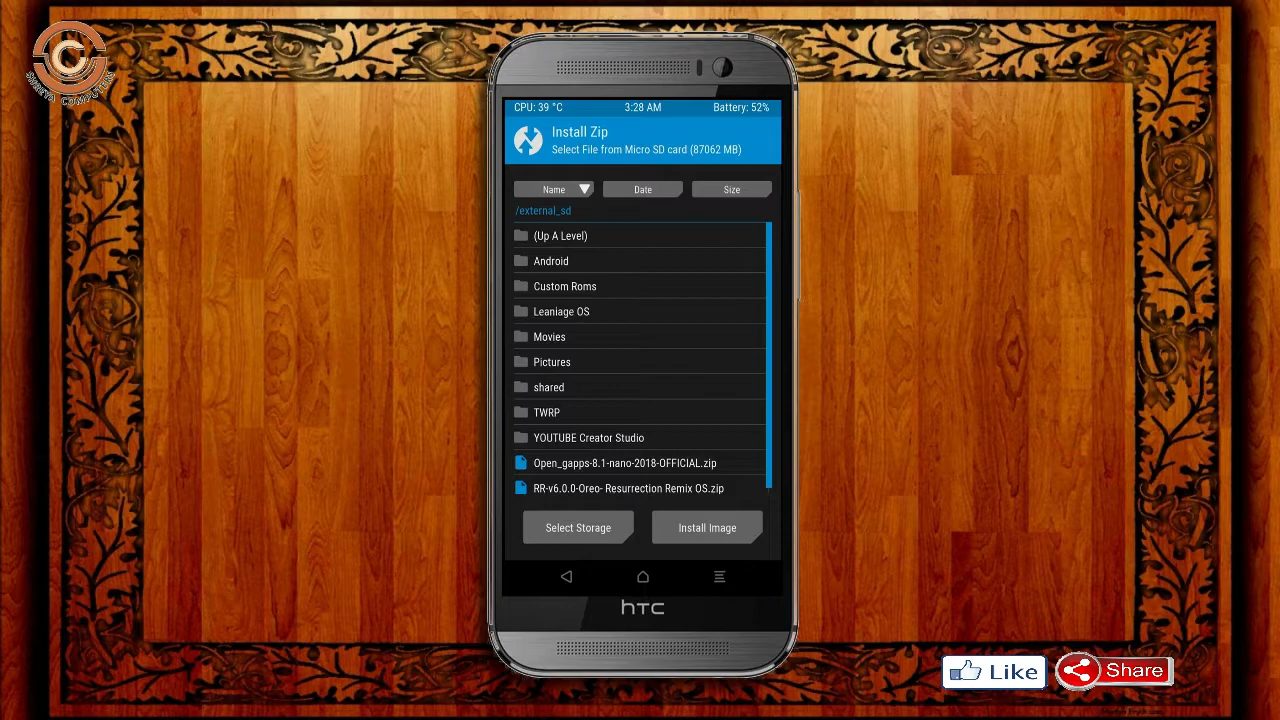 SHREYA COMPUTERS
CPU: 39 °C 3:28 AM Battery: 52%
Install Zip
Select File from Micro SD card (87062 MB)
Name Date Size
/external_sd
(Up A Level)
Android
Custom Roms
Leaniage OS
Movies
Pictures
shared
TWRP
YOUTUBE Creator Studio
Open_gapps-8.1-nano-2018-OFFICIAL.zip
RR-v6.0.0-Oreo- Resurrection Remix OS.zip
Select Storage Install Image
hTC
Like Share